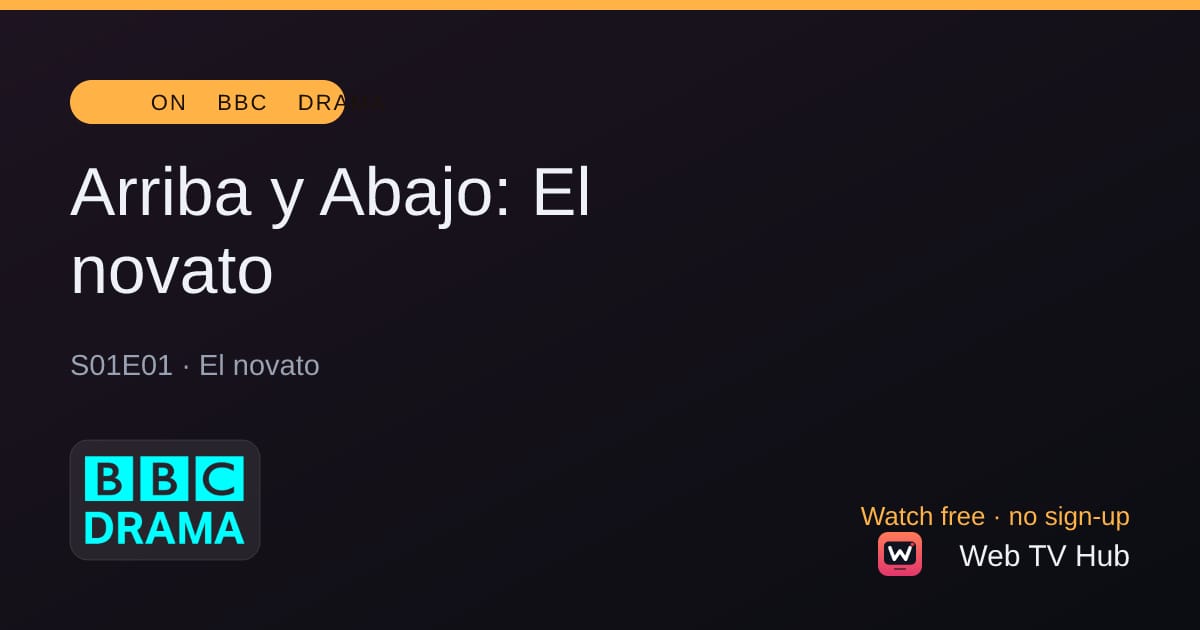 ON BBC DRAMA
Arriba y Abajo: El
novato
S01E01 · El novato
BBC
DRAMA
Watch free · no sign-up
W
Web TV Hub